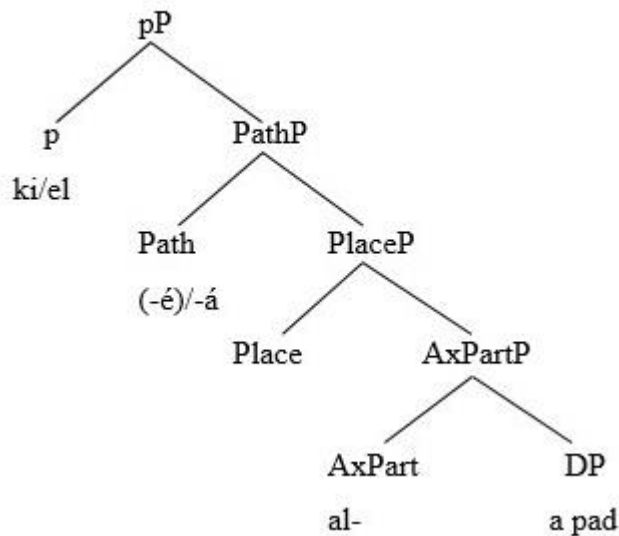 pP
p PathP
ki/el
Path PlaceP
(-é)/-á
Place AxPartP
AxPart DP
al- a pad